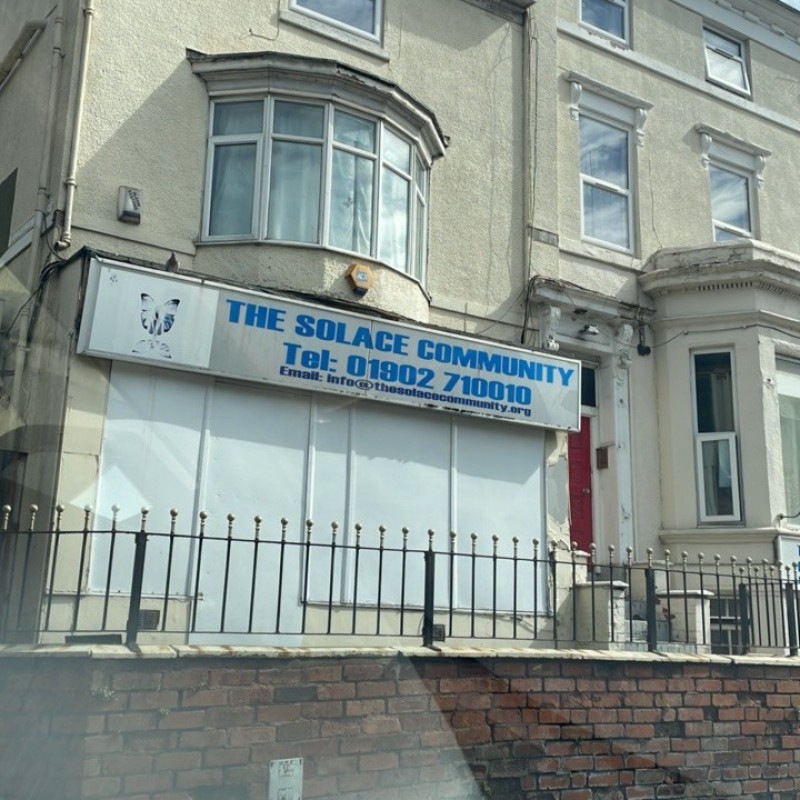 THE SOLACE COMMUNITY
Tel: 01902 710010
Email: info@thesolacecommunity.org